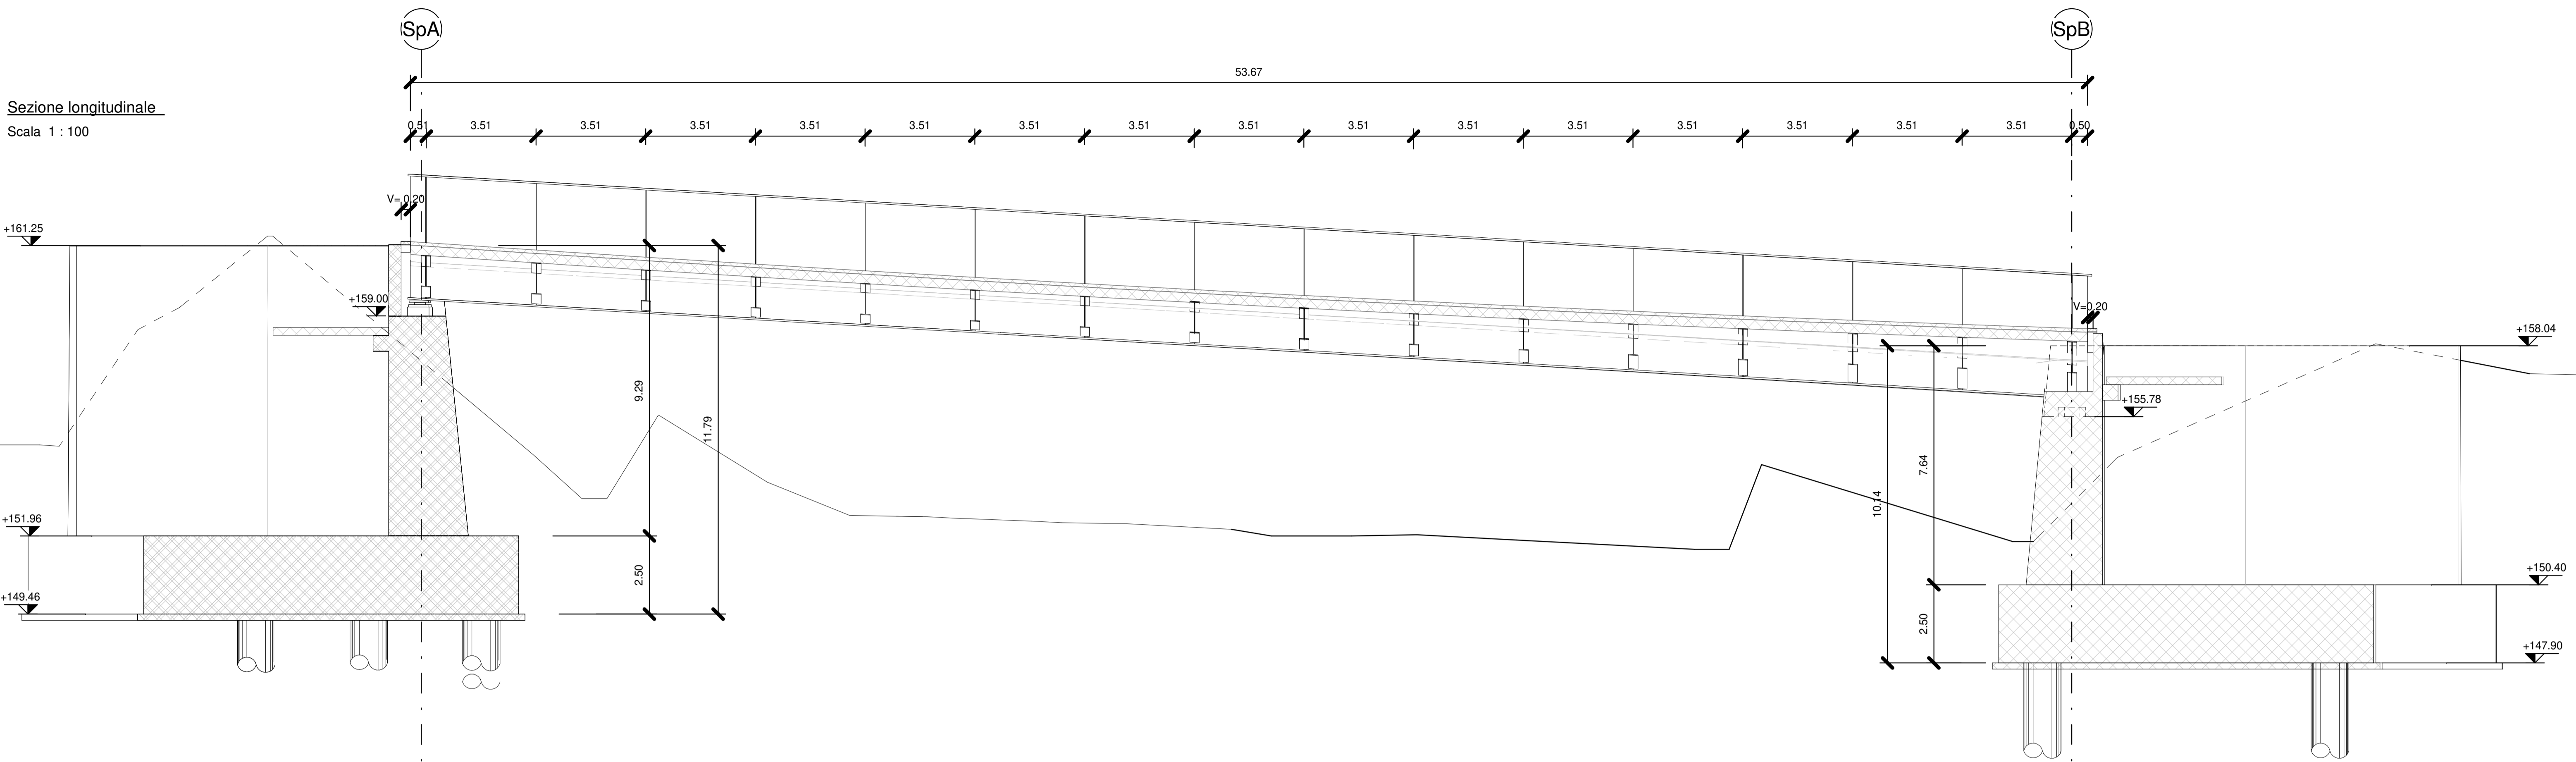 SpA
SpB
53.67
Sezione longitudinale
Scala 1 : 100
0.51 3.51 3.51 3.51 3.51 3.51 3.51 3.51 3.51 3.51 3.51 3.51 3.51 3.51 3.51 3.51 0.50
V= 0.20
+161.25
+159.00
V=0.20
+158.04
9.29
11.79
+155.78
7.64
10.14
+151.96
2.50
+150.40
+149.46
2.50
+147.90